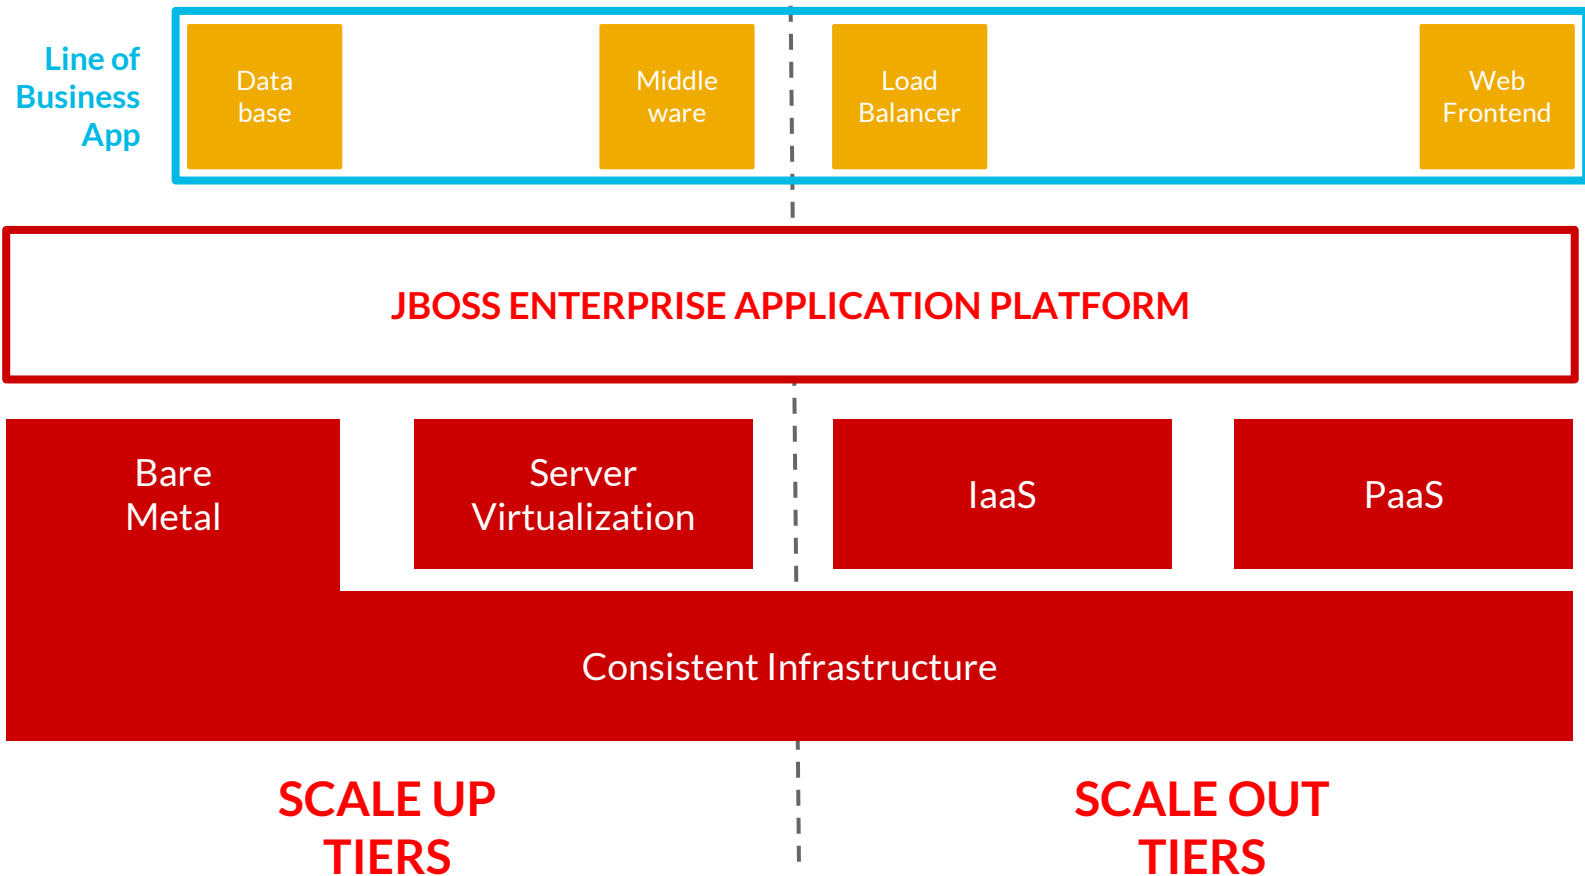 Line of
Business
App
Data
base
Middle
ware
Load
Balancer
Web
Frontend
JBOSS ENTERPRISE APPLICATION PLATFORM
Bare
Metal
Server
Virtualization
IaaS
PaaS
Consistent Infrastructure
SCALE UP
TIERS
SCALE OUT
TIERS